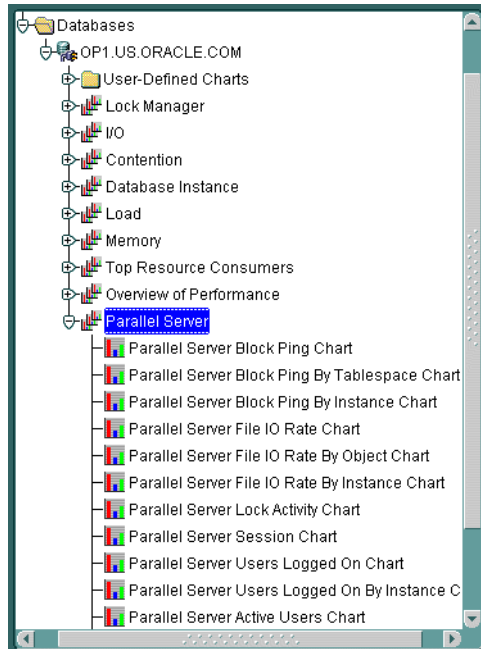 Databases
OP1.US.ORACLE.COM
User-Defined Charts
Lock Manager
I/O
Contention
Database Instance
Load
Memory
Top Resource Consumers
Overview of Performance
Parallel Server
Parallel Server Block Ping Chart
Parallel Server Block Ping By Tablespace Chart
Parallel Server Block Ping By Instance Chart
Parallel Server File IO Rate Chart
Parallel Server File IO Rate By Object Chart
Parallel Server File IO Rate By Instance Chart
Parallel Server Lock Activity Chart
Parallel Server Session Chart
Parallel Server Users Logged On Chart
Parallel Server Users Logged On By Instance C
Parallel Server Active Users Chart